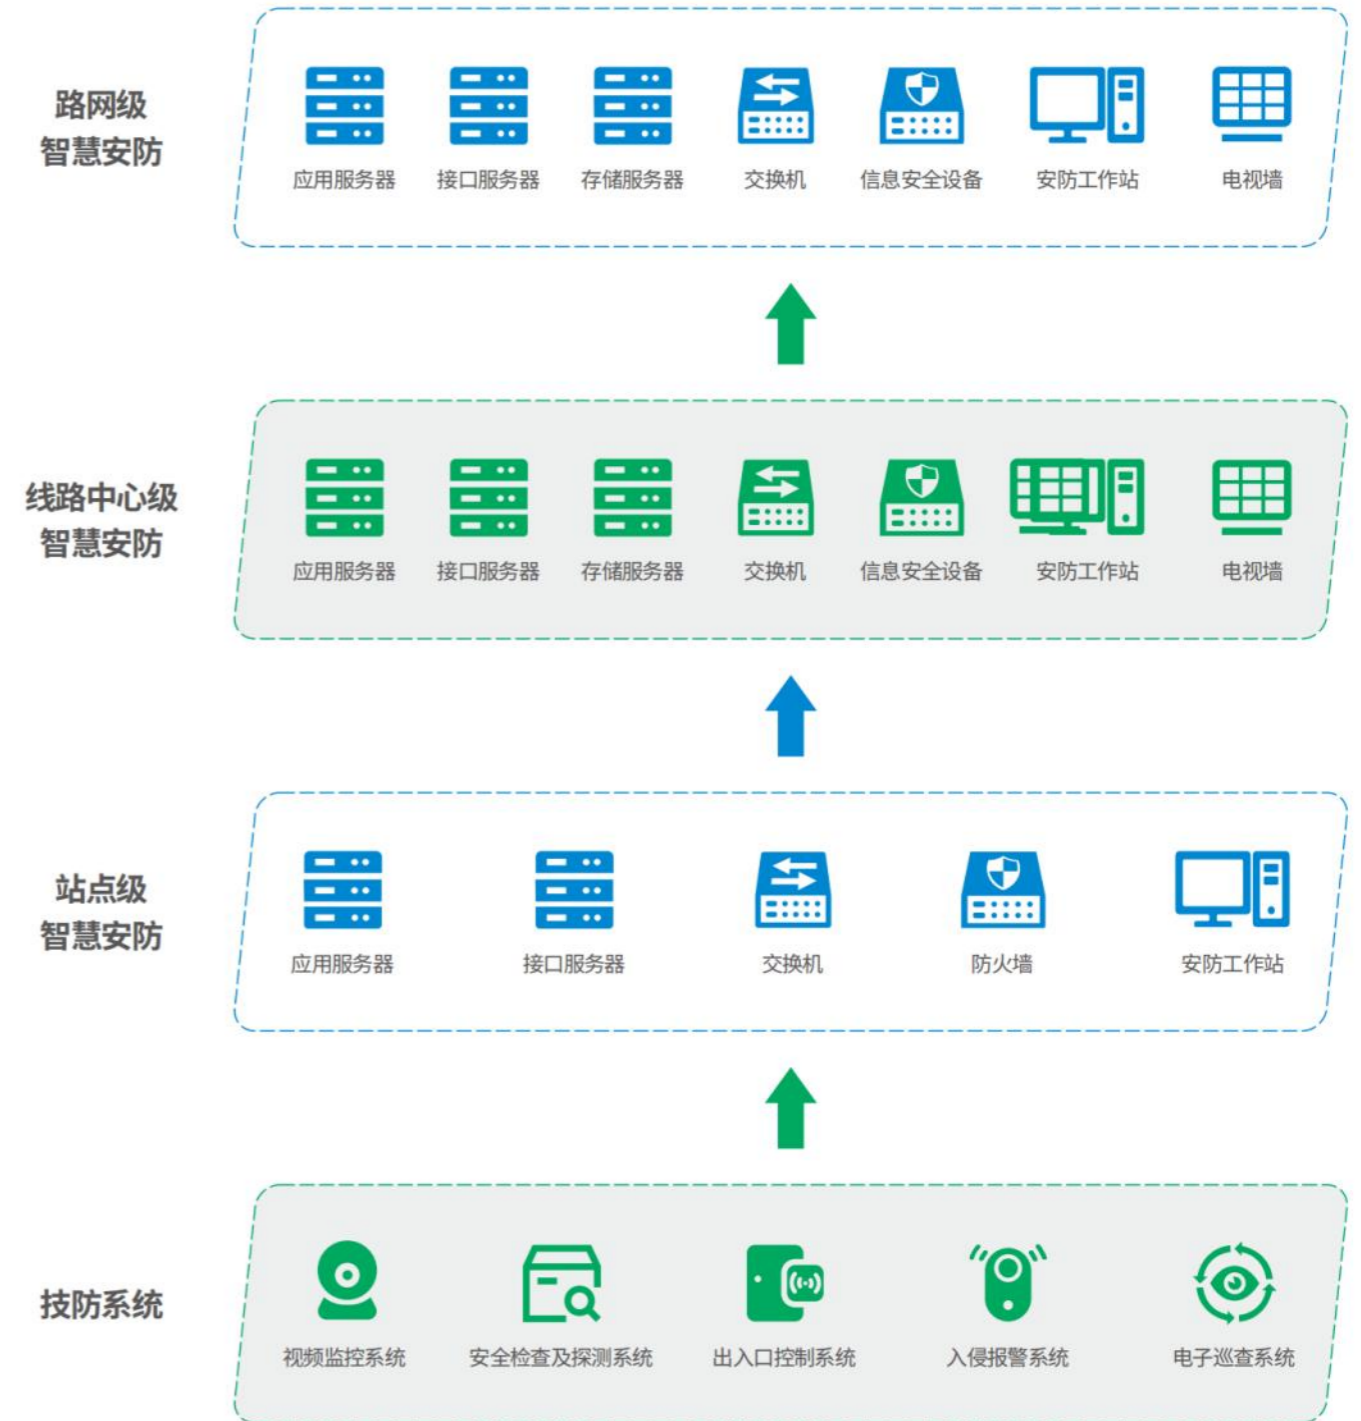 路网级
智慧安防
应用服务器 接口服务器 存储服务器 交换机 信息安全设备 安防工作站 电视墙
线路中心级
智慧安防
应用服务器 接口服务器 存储服务器 交换机 信息安全设备 安防工作站 电视墙
站点级
智慧安防
应用服务器 接口服务器 交换机 防火墙 安防工作站
技防系统
视频监控系统 安全检查及探测系统 出入口控制系统 入侵报警系统 电子巡查系统